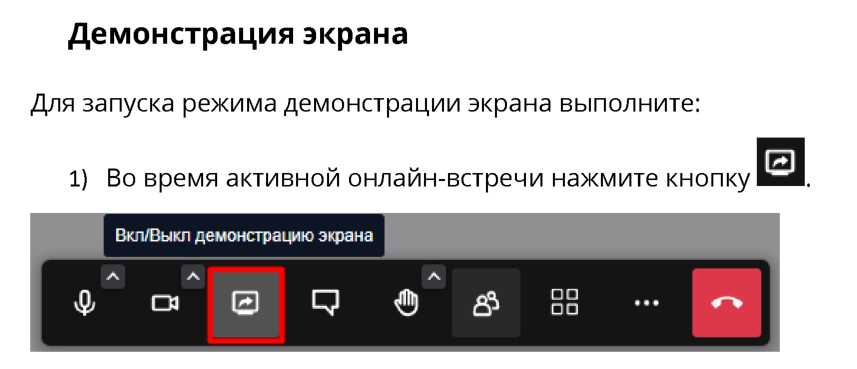 Демонстрация экрана
Для запуска режима демонстрации экрана выполните:
1) Во время активной онлайн-встречи нажмите кнопку .
Вкл/Выкл демонстрацию экрана